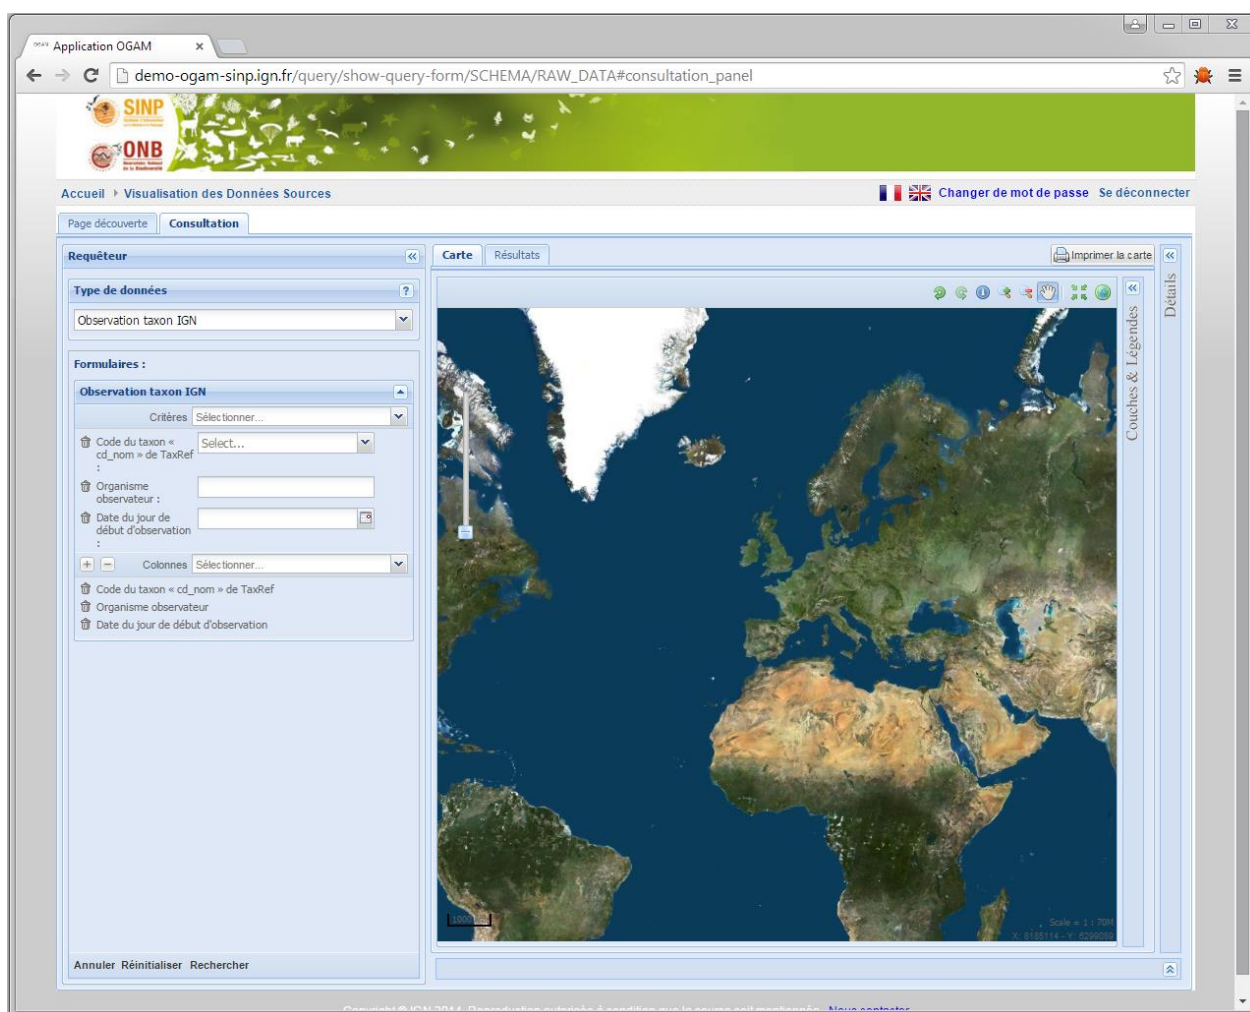 Application OGAM
demo-ogam-sinp.ign.fr/query/show-query-form/SCHEMA/RAW_DATA#consultation_panel
SINP
ONB
Accueil Visualisation des Données Sources
Changer de mot de passe Se déconnecter
Page découverte Consultation
Requêteur
Carte Résultats
Imprimer la carte
Type de données ?
Observation taxon IGN
Détails
Couches & Légendes
Formulaires :
Observation taxon IGN
Critères Sélectionner...
Code du taxon «
cd_nom » de TaxRef
:
Select...
Organisme
observateur :
Date du jour de
début d'observation
:
Colonnes Sélectionner...
Code du taxon « cd_nom » de TaxRef
Organisme observateur
Date du jour de début d'observation
Scale = 1 : 70M
X: 6185114 - Y: 6299089
Annuler Réinitialiser Rechercher